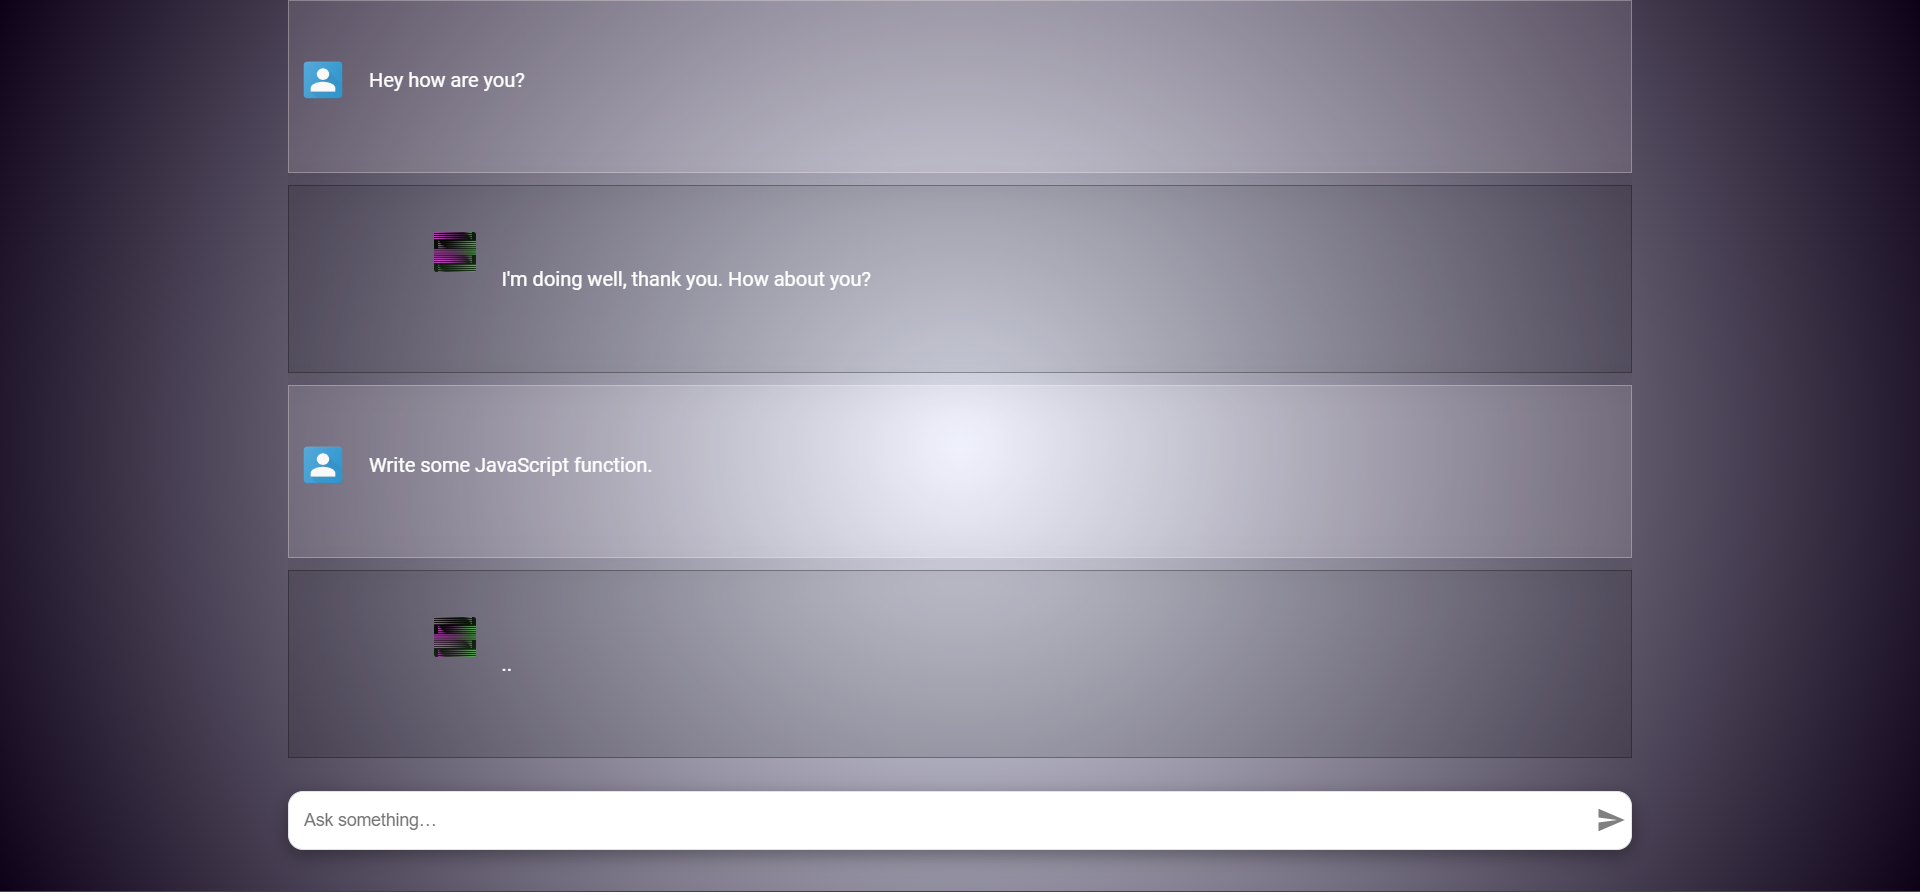 Hey how are you?
I'm doing well, thank you. How about you?
Write some JavaScript function.
..
Ask something...